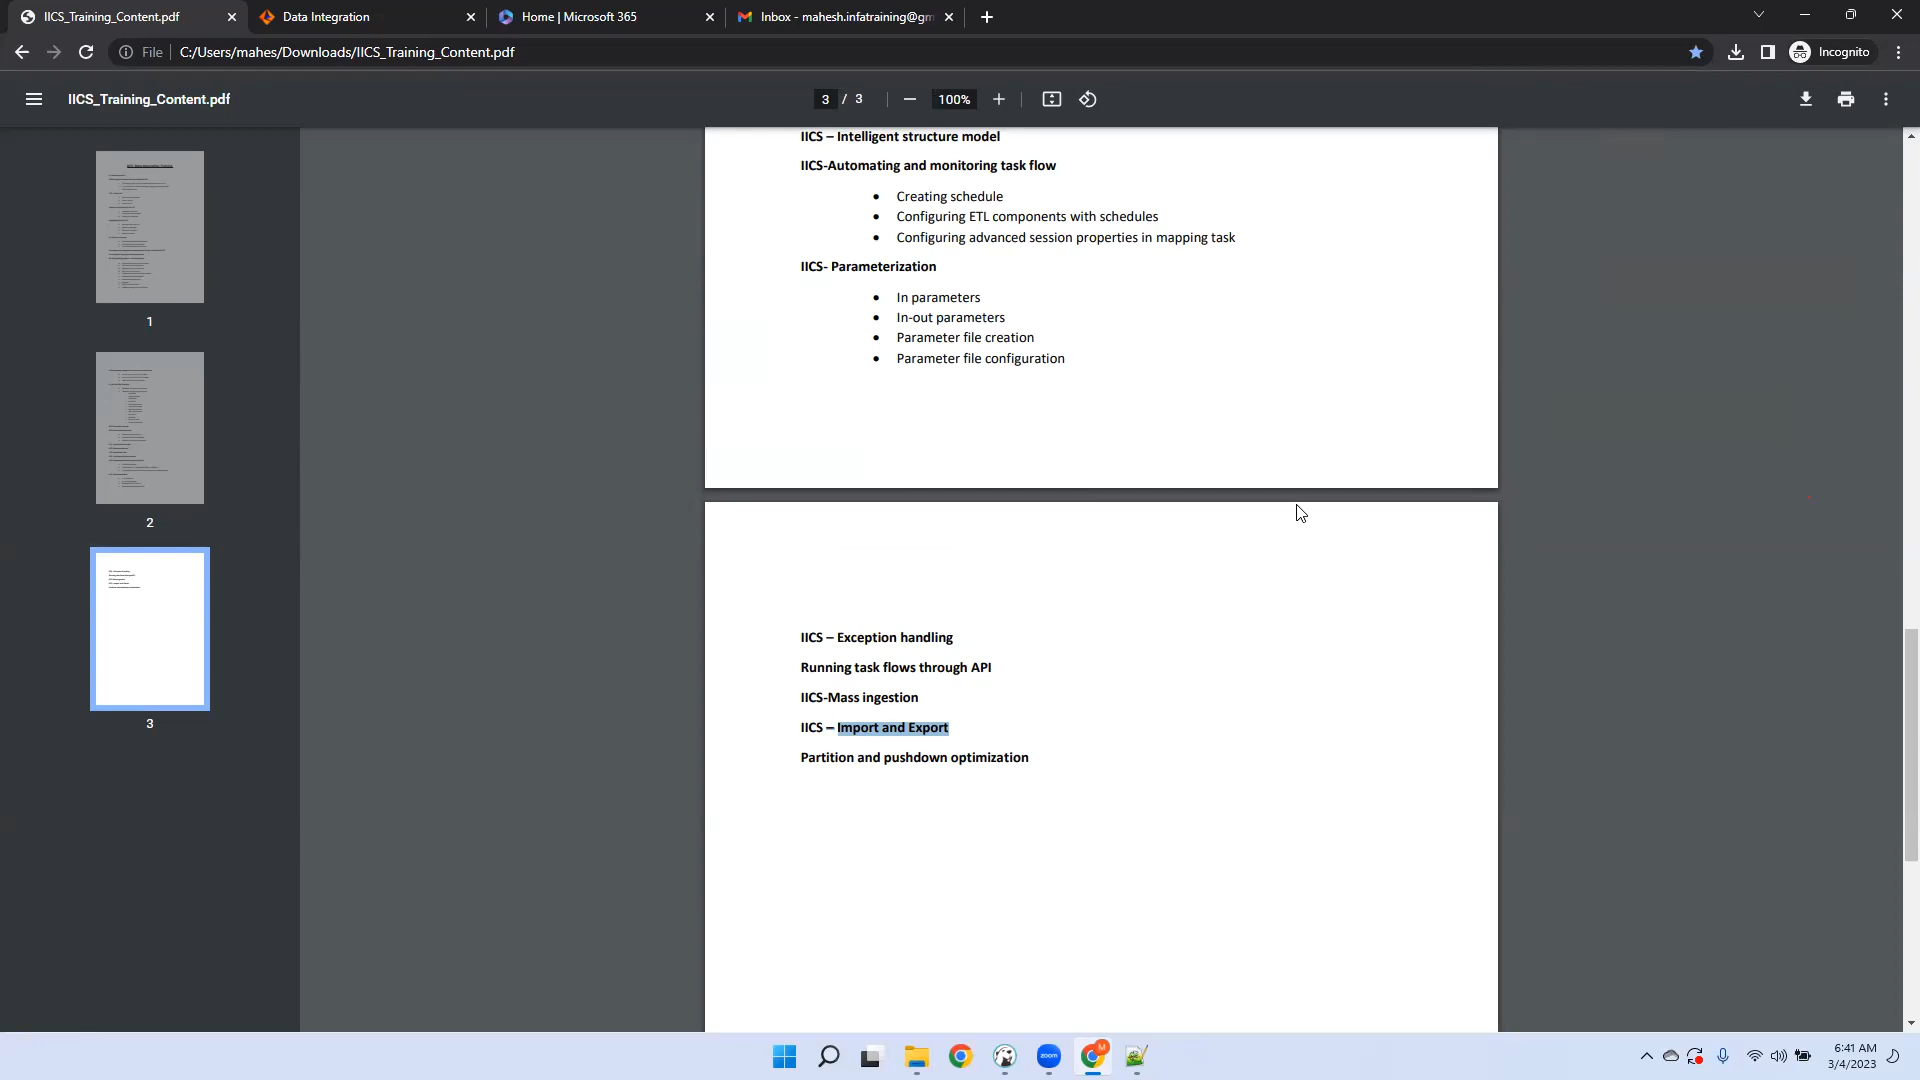 IICS_Training_Content.pdf
Data Integration
Home | Microsoft 365
Inbox - mahesh.infatraining@gm
File
C:/Users/mahes/Downloads/IICS_Training_Content.pdf
Incognito
IICS_Training_Content.pdf
3 / 3
100%
1
2
3
IICS – Intelligent structure model
IICS-Automating and monitoring task flow
• Creating schedule
• Configuring ETL components with schedules
• Configuring advanced session properties in mapping task
IICS- Parameterization
• In parameters
• In-out parameters
• Parameter file creation
• Parameter file configuration
IICS – Exception handling
Running task flows through API
IICS-Mass ingestion
IICS – Import and Export
Partition and pushdown optimization
zoom
M
6:41 AM
3/4/2023